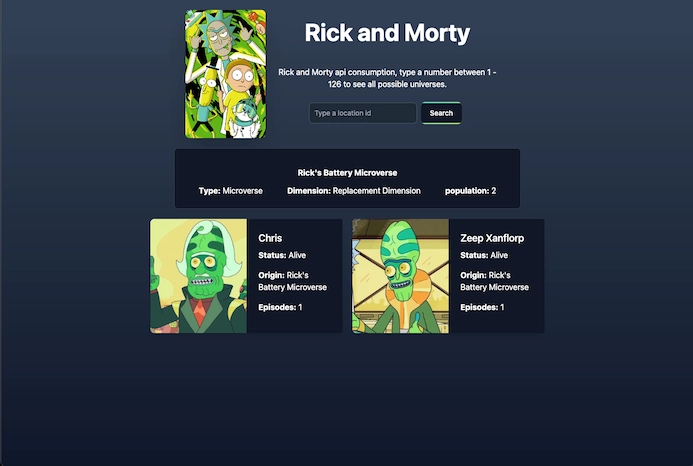 Rick and Morty
Rick and Morty api consumption, type a number between 1 -
126 to see all possible universes.
Type a location id
Search
Rick's Battery Microverse
Type: Microverse
Dimension: Replacement Dimension
population: 2
Chris
Status: Alive
Origin: Rick's
Battery Microverse
Episodes: 1
Zeep Xanflorp
Status: Alive
Origin: Rick's
Battery Microverse
Episodes: 1